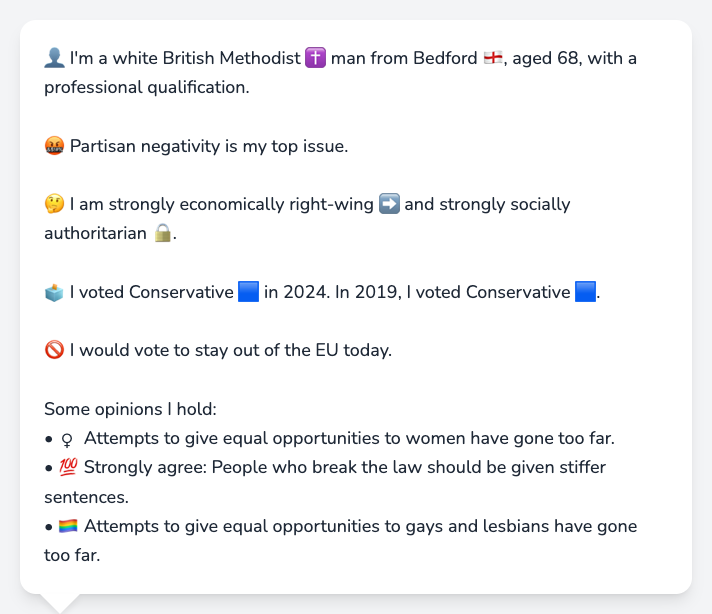 👤 I'm a white British Methodist ✝️ man from Bedford 🏴󠁧󠁢󠁥󠁮󠁧󠁿, aged 68, with a
professional qualification.
🤬 Partisan negativity is my top issue.
🤔 I am strongly economically right-wing ➡️ and strongly socially
authoritarian 🔒.
🗳️ I voted Conservative 🟦 in 2024. In 2019, I voted Conservative 🟦.
🚫 I would vote to stay out of the EU today.
Some opinions I hold:
• ♀ Attempts to give equal opportunities to women have gone too far.
• 💯 Strongly agree: People who break the law should be given stiffer
sentences.
• 🏳️‍🌈 Attempts to give equal opportunities to gays and lesbians have gone
too far.